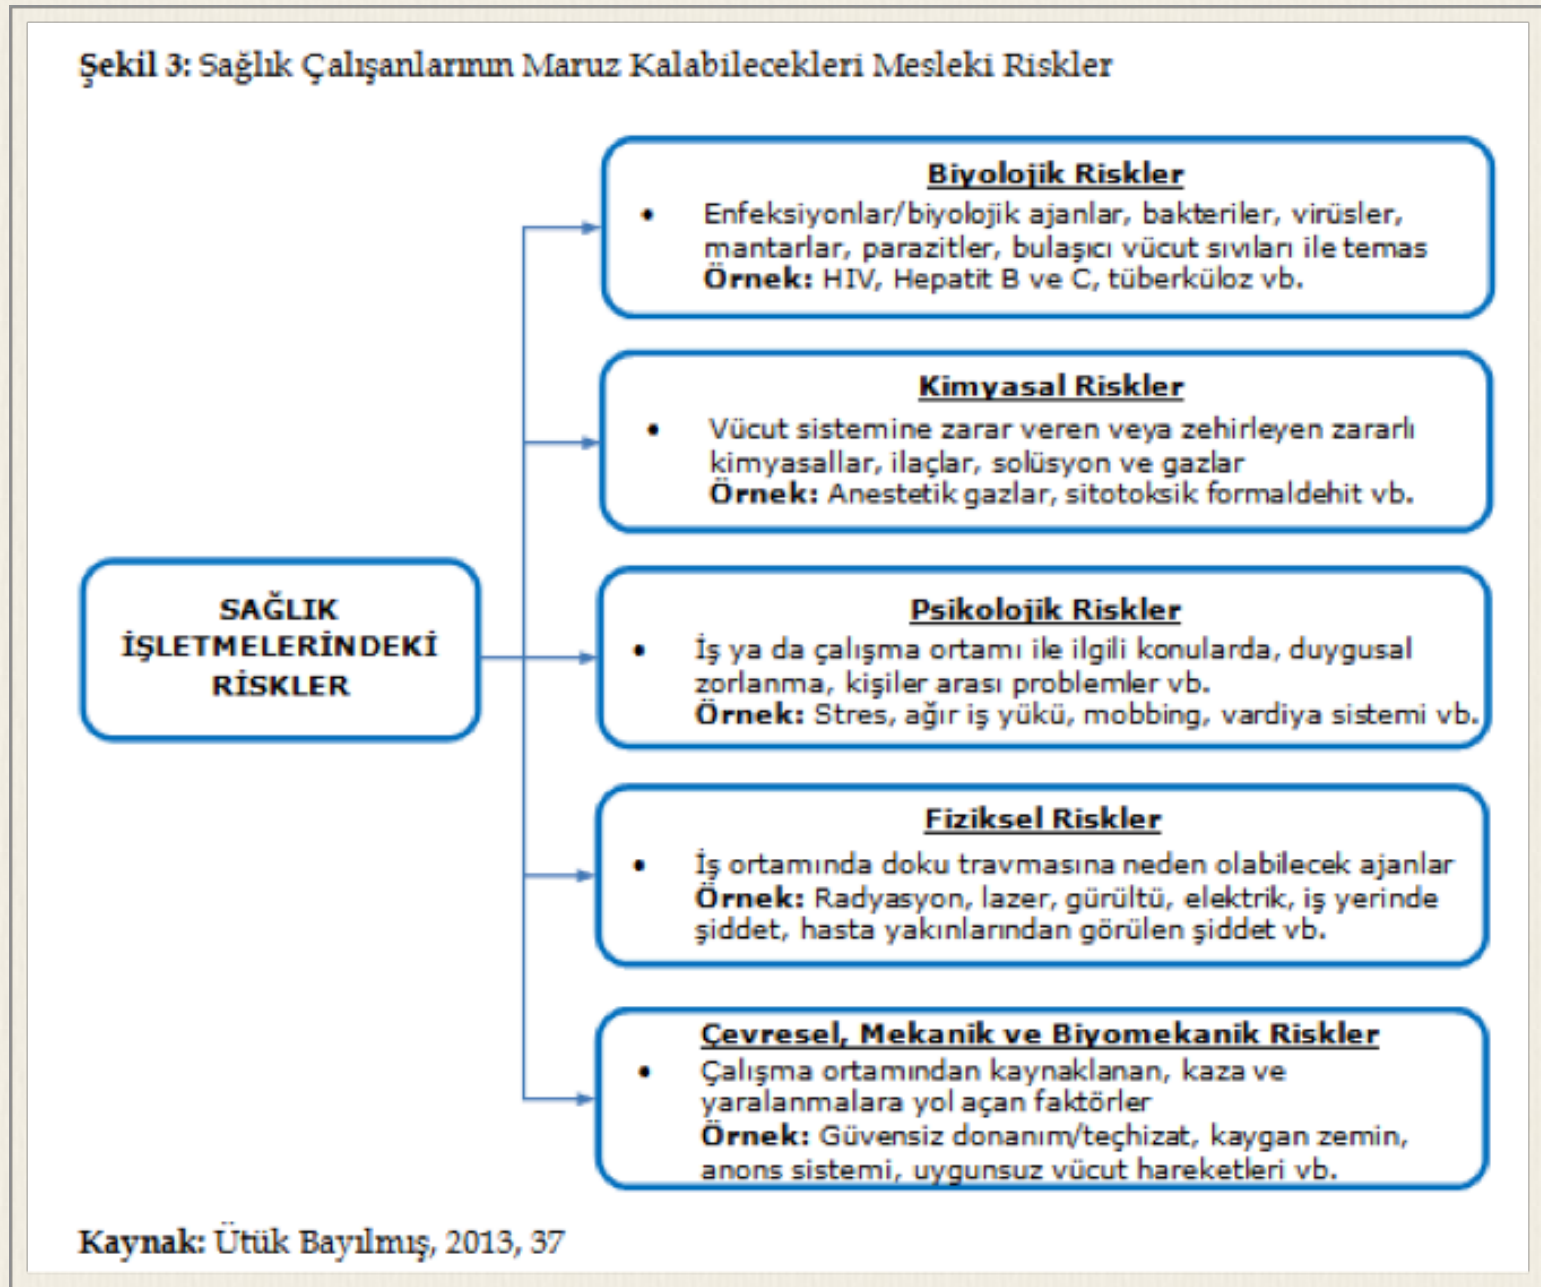 Şekil 3: Sağlık Çalışanlarının Maruz Kalabilecekleri Mesleki Riskler
SAĞLIK
İŞLETMELERİNDEKİ
RİSKLER
Biyolojik Riskler
• Enfeksiyonlar/biyolojik ajanlar, bakteriler, virüsler,
mantarlar, parazitler, bulaşıcı vücut sıvıları ile temas
Örnek: HIV, Hepatit B ve C, tüberküloz vb.
Kimyasal Riskler
• Vücut sistemine zarar veren veya zehirleyen zararlı
kimyasallar, ilaçlar, solüsyon ve gazlar
Örnek: Anestetik gazlar, sitotoksik formaldehit vb.
Psikolojik Riskler
• İş ya da çalışma ortamı ile ilgili konularda, duygusal
zorlanma, kişiler arası problemler vb.
Örnek: Stres, ağır iş yükü, mobbing, vardiya sistemi vb.
Fiziksel Riskler
• İş ortamında doku travmasına neden olabilecek ajanlar
Örnek: Radyasyon, lazer, gürültü, elektrik, iş yerinde
şiddet, hasta yakınlarından görülen şiddet vb.
Çevresel, Mekanik ve Biyomekanik Riskler
• Çalışma ortamından kaynaklanan, kaza ve
yaralanmalara yol açan faktörler
Örnek: Güvensiz donanım/teçhizat, kaygan zemin,
anons sistemi, uygunsuz vücut hareketleri vb.
Kaynak: Ütük Bayılmış, 2013, 37